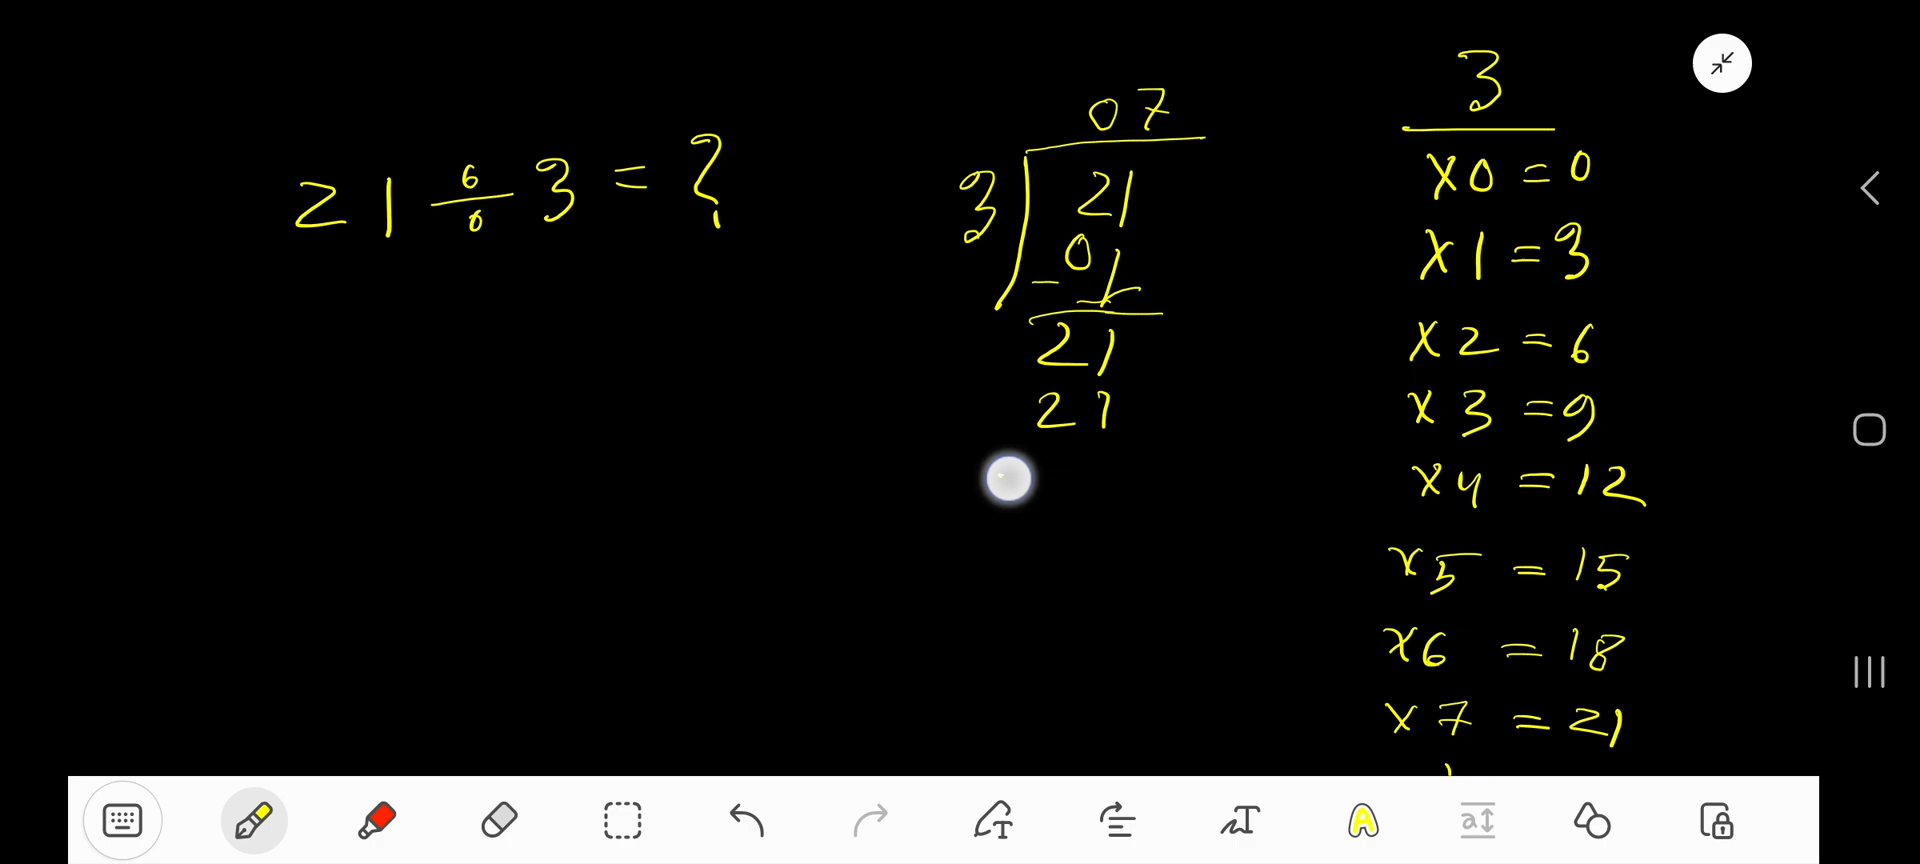 21 ÷ 3 = ?
07
3 21
- 0
21
21
3
x0 = 0
x1 = 3
x2 = 6
x3 = 9
x4 = 12
x5 = 15
x6 = 18
x7 = 21
T
T
A
a